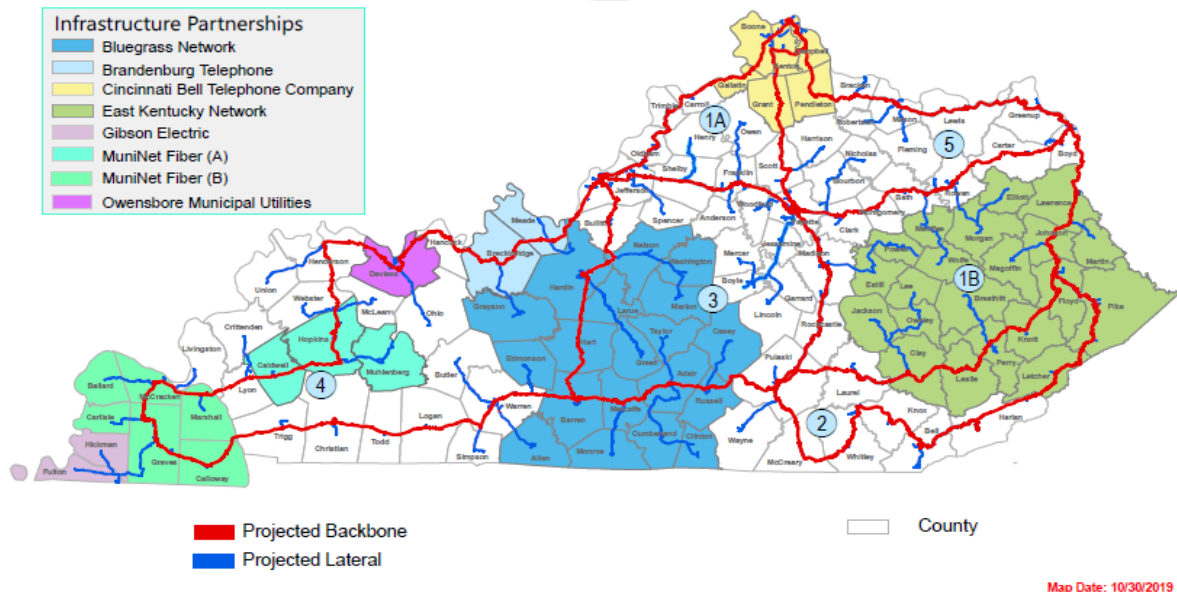 Infrastructure Partnerships
Bluegrass Network
Brandenburg Telephone
Cincinnati Bell Telephone Company
East Kentucky Network
Gibson Electric
MuniNet Fiber (A)
MuniNet Fiber (B)
Owensbore Municipal Utilities
Boone
Campbell
Kenton
Gallatin
Grant
Pendleton
Bracken
Trimble
Carroll
1A
Owen
Henry
Robertson
Mason
Lewis
Greenup
5
Harrison
Fleming
Carter
Boyd
Oldham
Shelby
Nicholas
Scott
Franklin
Bourbon
Rowan
Bath
Elliott
Lawrence
Jefferson
Woodford
Fayette
Montgomery
Meade
Bullitt
Spencer
Anderson
Clark
Menifee
Morgan
Johnson
Hancock
Breckinridge
Nelson
Washington
Mercer
Jessamine
Madison
Powell
Wolfe
Magoffin
Martin
Henderson
Daviess
Union
Webster
McLean
Ohio
Grayson
Hardin
Larue
Marion
3
Boyle
Garrard
Lincoln
Estill
Lee
1B
Breathitt
Floyd
Pike
Jackson
Owsley
Knott
Crittenden
Hopkins
Muhlenberg
Livingston
Caldwell
Lyon
4
Butler
Edmonson
Hart
Taylor
Green
Casey
Adair
Rockcastle
Pulaski
Clay
Perry
Leslie
Letcher
Laurel
Ballard
McCracken
Carlisle
Marshall
Hickman
Graves
Fulton
Calloway
Trigg
Christian
Todd
Logan
Simpson
Warren
Barren
Metcalfe
Allen
Monroe
Cumberland
Clinton
Russell
Wayne
2
McCreary
Whitley
Knox
Bell
Harlan
Projected Backbone
Projected Lateral
County
Map Date: 10/30/2019